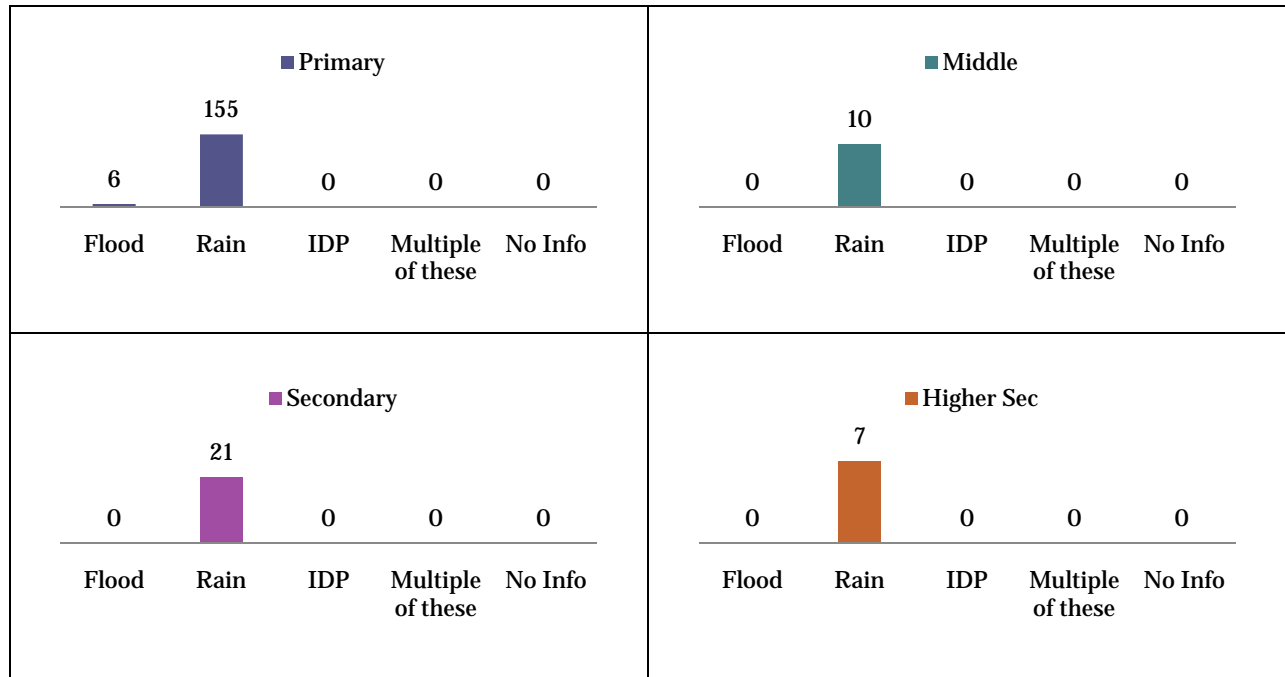 Primary
155
6 0 0 0
Flood Rain IDP Multiple of these No Info
Middle
10
0 0 0 0
Flood Rain IDP Multiple of these No Info
Secondary
21
0 0 0 0
Flood Rain IDP Multiple of these No Info
Higher Sec
7
0 0 0 0
Flood Rain IDP Multiple of these No Info